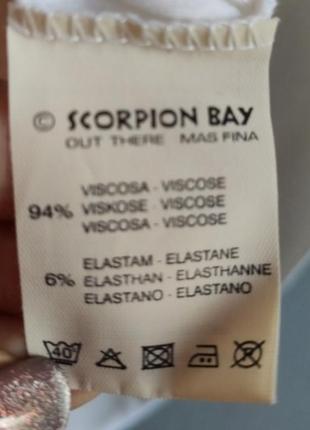 © SCORPION BAY
OUT THERE MAS FINA
VISCOSA - VISCOSE
94% VISKOSE - VISCOSE
VISCOSA - VISCOSE
ELASTAM - ELASTANE
6% ELASTHAN - ELASTHANNE
ELASTANO - ELASTANO
40